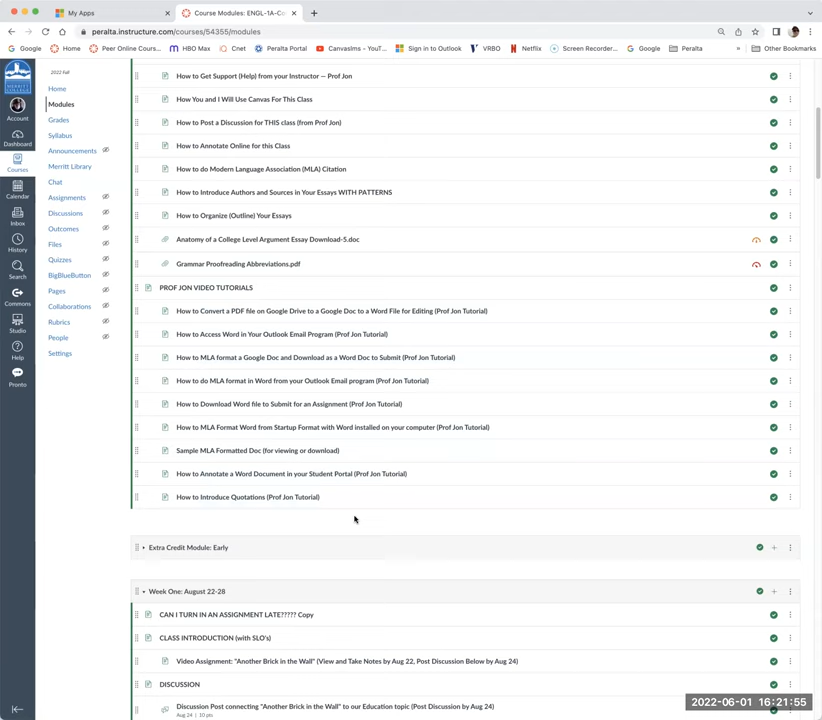 My Apps
Course Modules: ENGL-1A-C
peralta.instructure.com/courses/54355/modules
Google
Home
Peer Online Cours...
HBO Max
Cnet
Peralta Portal
CanvasIms – YouT...
Sign in to Outlook
VRBO
Netflix
Screen Recorder...
Google
Peralta
»
Other Bookmarks
MERRITT COLLEGE
Account
Dashboard
Courses
Calendar
Inbox
History
Search
Commons
Studio
Help
Pronto
2022 Fall
Home
Modules
Grades
Syllabus
Announcements
Merritt Library
Chat
Assignments
Discussions
Outcomes
Files
Quizzes
BigBlueButton
Pages
Collaborations
Rubrics
People
Settings
How to Get Support (Help) from your Instructor — Prof Jon
How You and I Will Use Canvas For This Class
How to Post a Discussion for THIS class (from Prof Jon)
How to Annotate Online for this Class
How to do Modern Language Association (MLA) Citation
How to Introduce Authors and Sources in Your Essays WITH PATTERNS
How to Organize (Outline) Your Essays
Anatomy of a College Level Argument Essay Download-5.doc
Grammar Proofreading Abbreviations.pdf
PROF JON VIDEO TUTORIALS
How to Convert a PDF file on Google Drive to a Google Doc to a Word File for Editing (Prof Jon Tutorial)
How to Access Word in Your Outlook Email Program (Prof Jon Tutorial)
How to MLA format a Google Doc and Download as a Word Doc to Submit (Prof Jon Tutorial)
How to do MLA format in Word from your Outlook Email program (Prof Jon Tutorial)
How to Download Word file to Submit for an Assignment (Prof Jon Tutorial)
How to MLA Format Word from Startup Format with Word installed on your computer (Prof Jon Tutorial)
Sample MLA Formatted Doc (for viewing or download)
How to Annotate a Word Document in your Student Portal (Prof Jon Tutorial)
How to Introduce Quotations (Prof Jon Tutorial)
Extra Credit Module: Early
Week One: August 22-28
CAN I TURN IN AN ASSIGNMENT LATE????? Copy
CLASS INTRODUCTION (with SLO's)
Video Assignment: "Another Brick in the Wall" (View and Take Notes by Aug 22, Post Discussion Below by Aug 24)
DISCUSSION
Discussion Post connecting "Another Brick in the Wall" to our Education topic (Post Discussion by Aug 24)
Aug 24 | 10 pts
2022-06-01 16:21:55